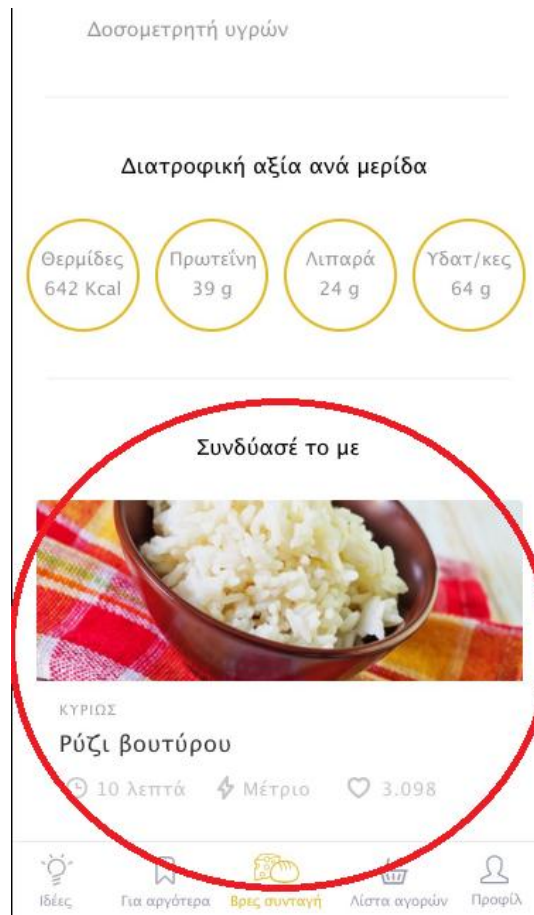 Δοσομετρητή υγρών
Διατροφική αξία ανά μερίδα
Θερμίδες
642 Kcal
Πρωτεΐνη
39 g
Λιπαρά
24 g
Υδατ/κες
64 g
Συνδύασέ το με
ΚΥΡΙΩΣ
Ρύζι βουτύρου
10 λεπτά Μέτριο 3.098
Ιδέες Για αργότερα Βρες συνταγή Λίστα αγορών Προφίλ